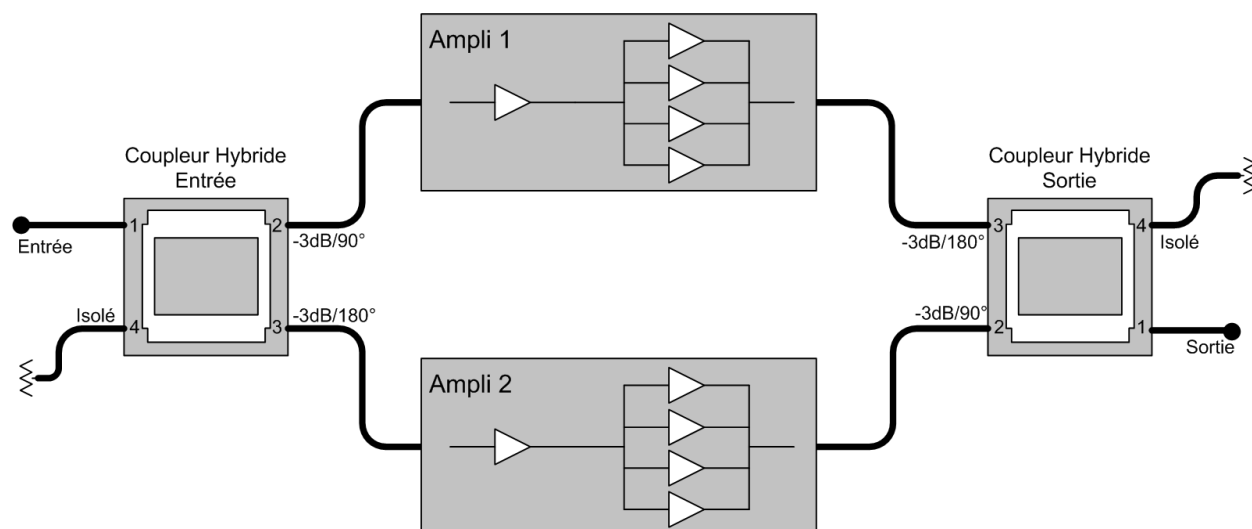 Ampli 1
Coupleur Hybride
Entrée
Coupleur Hybride
Sortie
1
2
3
4
Entrée
-3dB/90°
-3dB/180°
Isolé
Isolé
4
3
-3dB/180°
-3dB/90°
2
1
Sortie
Ampli 2